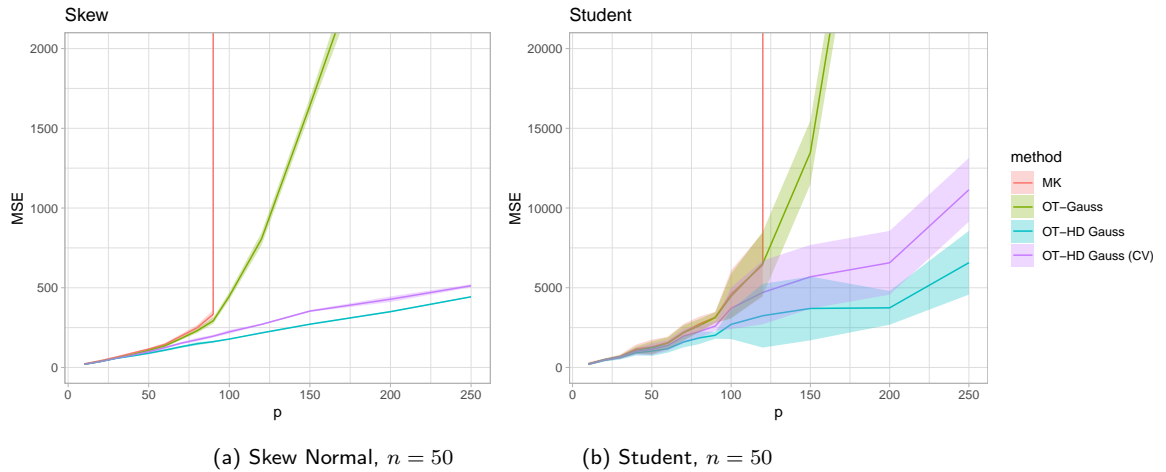 Skew
Student
2000
1500
1000
500
0
MSE
0
50
100
150
200
250
p
20000
15000
10000
5000
0
MSE
0
50
100
150
200
250
p
method
MK
OT−Gauss
OT−HD Gauss
OT−HD Gauss (CV)
(a) Skew Normal, n = 50
(b) Student, n = 50